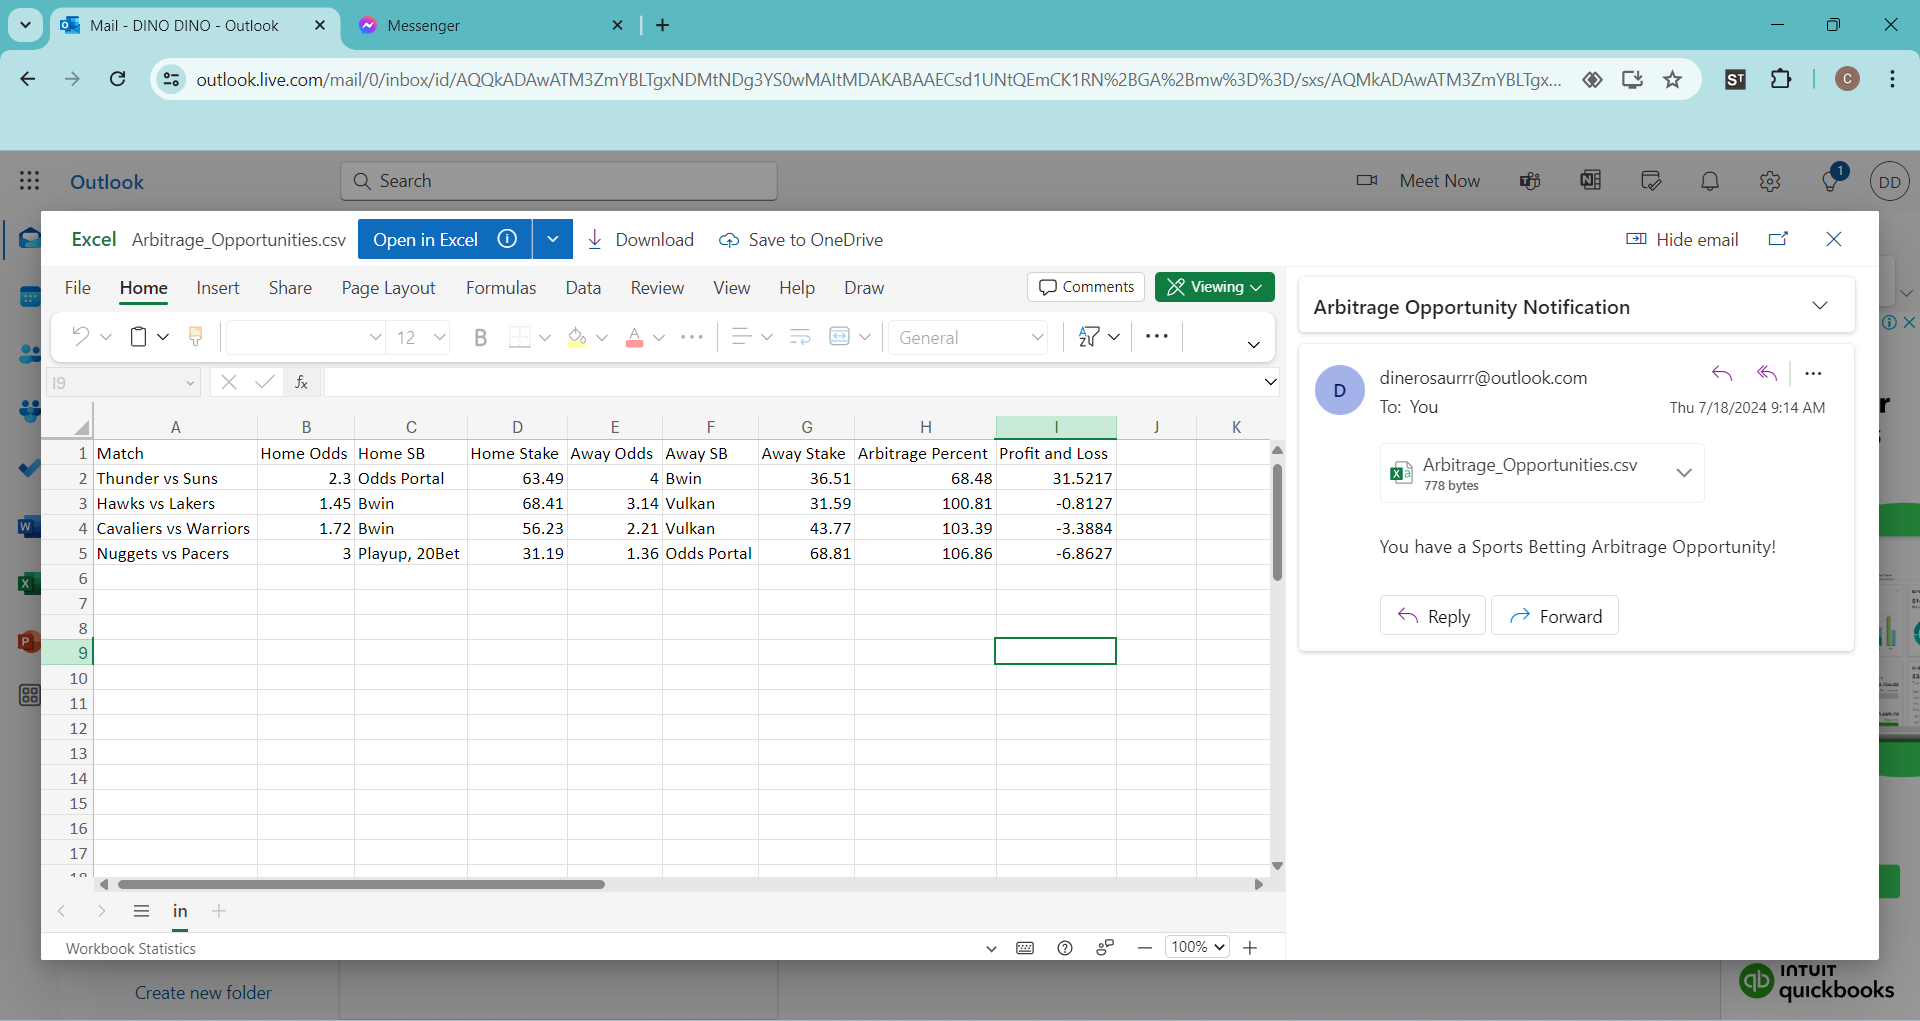 Mail - DINO DINO - Outlook
Messenger
outlook.live.com/mail/0/inbox/id/AQQkADAwATM3ZmYBLTgxNDMtNDg3YS0wMAItMDAKABAAECsd1UNtQEmCK1RN%2BGA%2Bmw%3D%3D/sxs/AQMkADAwATM3ZmYBLTgx...
ST
C
Outlook
Search
Meet Now
1
DD
Excel Arbitrage_Opportunities.csv Open in Excel Download Save to OneDrive
Hide email
File Home Insert Share Page Layout Formulas Data Review View Help Draw
Comments Viewing
12 B A General
I9 fx
A B C D E F G H I J K
1 Match Home Odds Home SB Home Stake Away Odds Away SB Away Stake Arbitrage Percent Profit and Loss
2 Thunder vs Suns 2.3 Odds Portal 63.49 4 Bwin 36.51 68.48 31.5217
3 Hawks vs Lakers 1.45 Bwin 68.41 3.14 Vulkan 31.59 100.81 -0.8127
4 Cavaliers vs Warriors 1.72 Bwin 56.23 2.21 Vulkan 43.77 103.39 -3.3884
5 Nuggets vs Pacers 3 Playup, 20Bet 31.19 1.36 Odds Portal 68.81 106.86 -6.8627
6
7
8
9
10
11
12
13
14
15
16
17
18
in
Workbook Statistics
100%
Arbitrage Opportunity Notification
D
dinerosaurrr@outlook.com
To: You
Thu 7/18/2024 9:14 AM
Arbitrage_Opportunities.csv
778 bytes
You have a Sports Betting Arbitrage Opportunity!
Reply
Forward
Create new folder
qb INTUIT
quickbooks